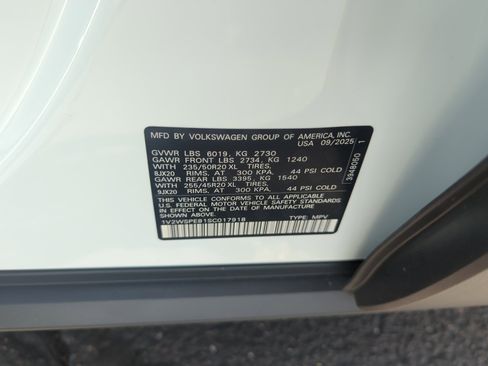 MFD BY VOLKSWAGEN GROUP OF AMERICA, INC.
USA 09/2025
GVWR LBS 6019, KG 2730
GAWR FRONT LBS 2734, KG 1240
WITH 235/50R20 XL TIRES,
8JX20 RIMS, AT 300 KPA, 44 PSI COLD
GAWR REAR LBS 3395, KG 1540
WITH 255/45R20 XL TIRES,
9JX20 RIMS, AT 300 KPA, 44 PSI COLD
THIS VEHICLE CONFORMS TO ALL APPLICABLE
U.S. FEDERAL MOTOR VEHICLE SAFETY STANDARDS IN EFFECT ON THE DATE OF MANUFACTURE
SHOWN ABOVE.
1V2WSPE81SC017918 TYPE: MPV
3948050 1